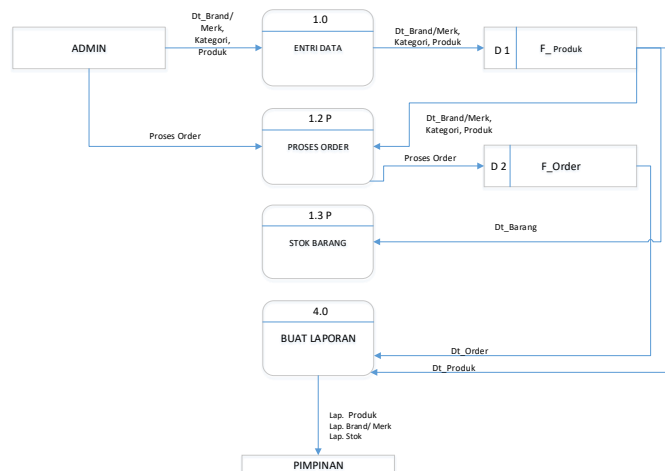 1.0
Dt_Brand/
Merk,
Kategori,
Produk
ADMIN
ENTRI DATA
Dt_Brand/Merk,
Kategori, Produk
D 1
F_ Produk
1.2 P
PROSES ORDER
Proses Order
Dt_Brand/Merk,
Kategori, Produk
Proses Order
D 2
F_Order
1.3 P
STOK BARANG
Dt_Barang
4.0
BUAT LAPORAN
Dt_Order
Dt_Produk
Lap. Produk
Lap. Brand/ Merk
Lap. Stok
PIMPINAN